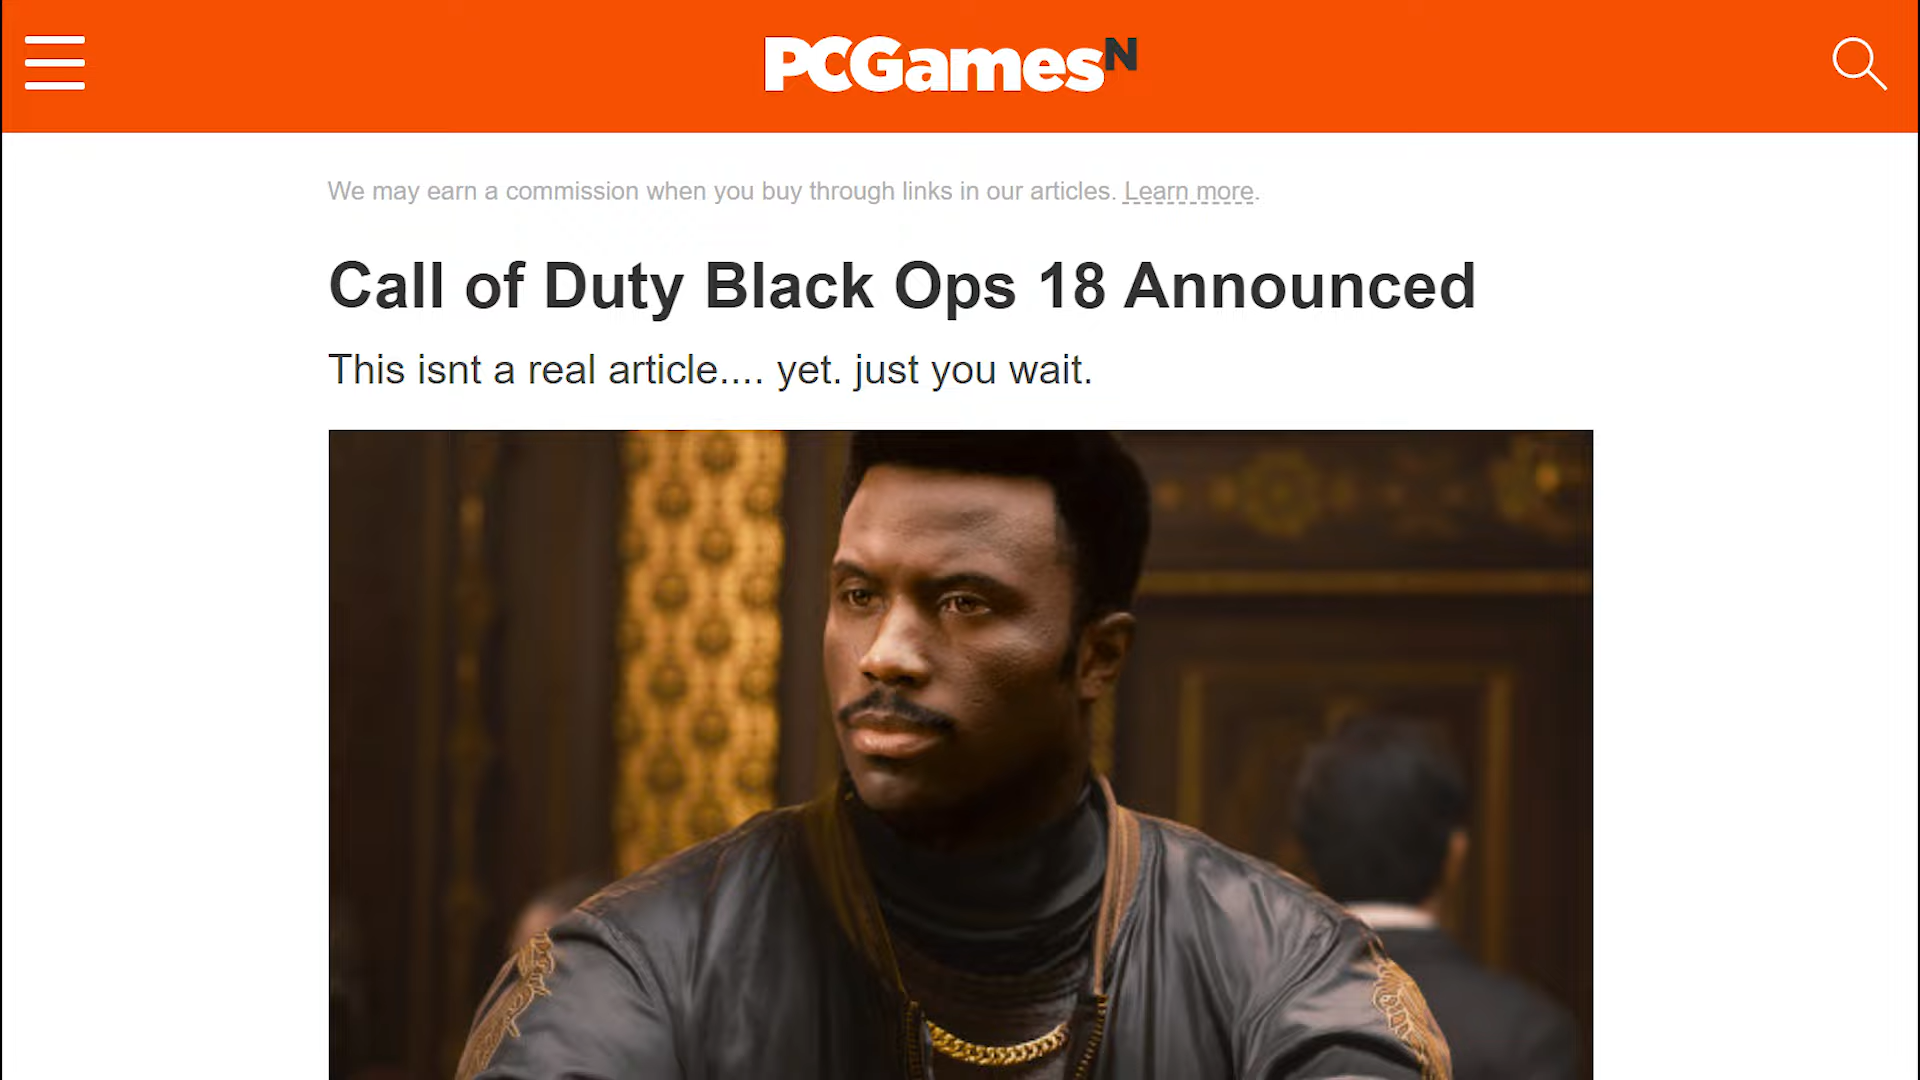 PCGamesN
We may earn a commission when you buy through links in our articles. Learn more.
Call of Duty Black Ops 18 Announced
This isnt a real article.... yet. just you wait.